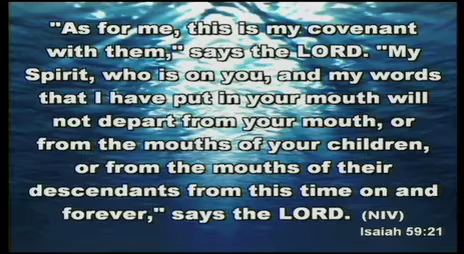 "As for me, this is my covenant
with them," says the LORD. "My
Spirit, who is on you, and my words
that I have put in your mouth will
not depart from your mouth, or
from the mouths of your children,
or from the mouths of their
descendants from this time on and
forever," says the LORD. (NIV)
Isaiah 59:21